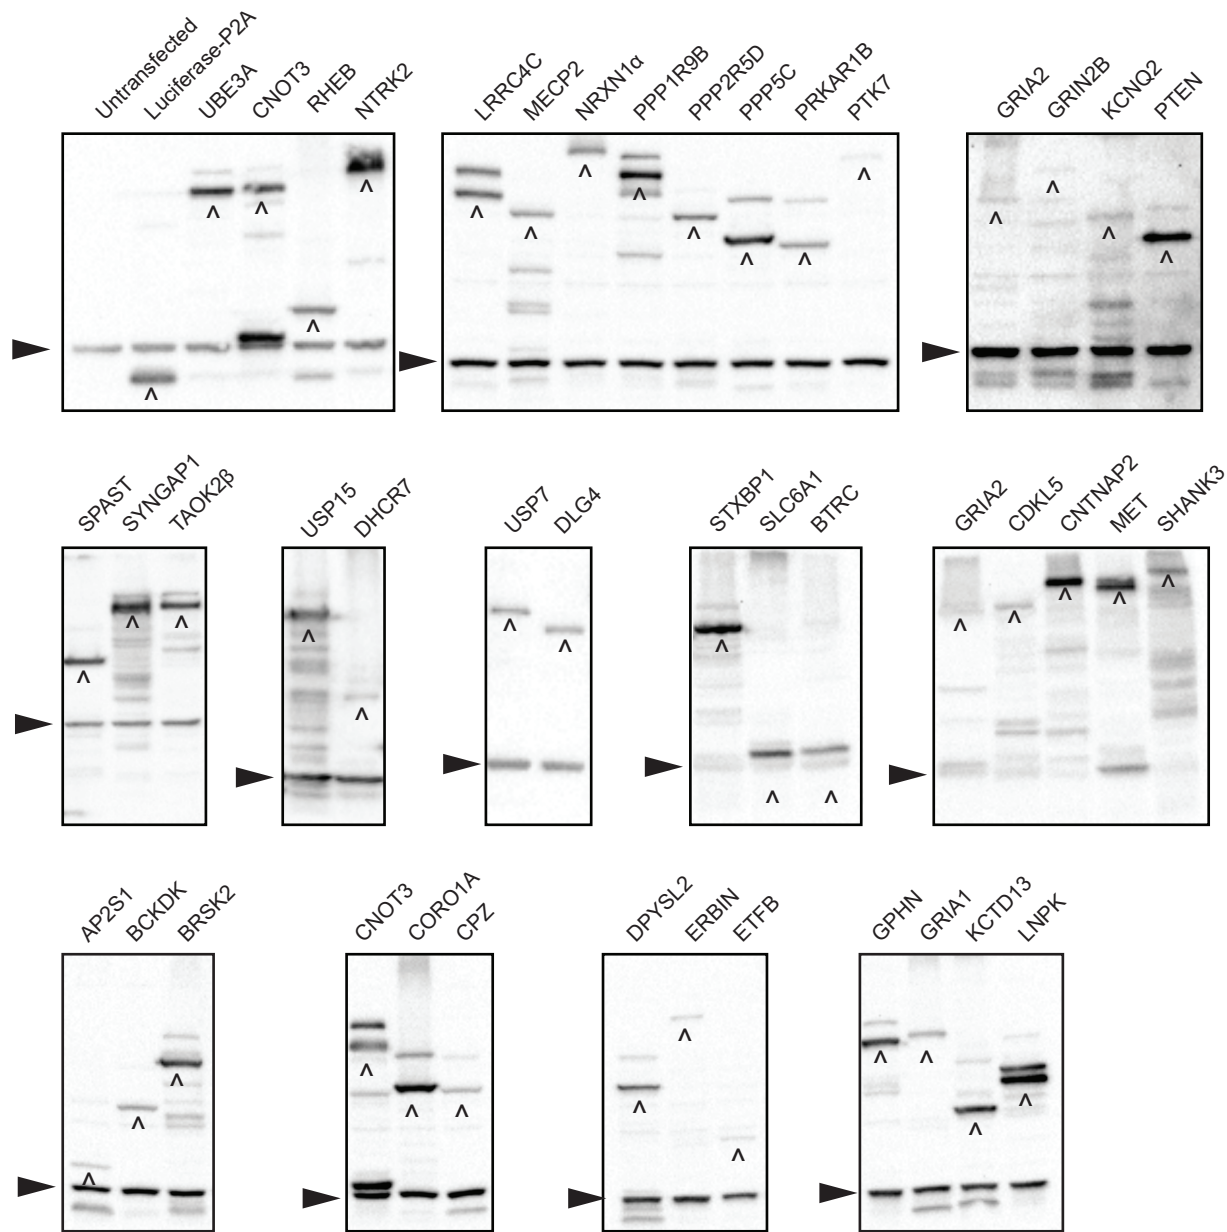 Untransfected
Luciferase-P2A
UBE3A
CNOT3
RHEB
NTRK2
LRRC4C
MECP2
NRXN1α
PPP1R9B
PPP2R5D
PPP5C
PRKAR1B
PTK7
GRIA2
GRIN2B
KCNQ2
PTEN
SPAST
SYNGAP1
TAOK2β
USP15
DHCR7
USP7
DLG4
STXBP1
SLC6A1
BTRC
GRIA2
CDKL5
CNTNAP2
MET
SHANK3
AP2S1
BCKDK
BRSK2
CNOT3
CORO1A
CPZ
DPYSL2
ERBIN
ETFB
GPHN
GRIA1
KCTD13
LNPK